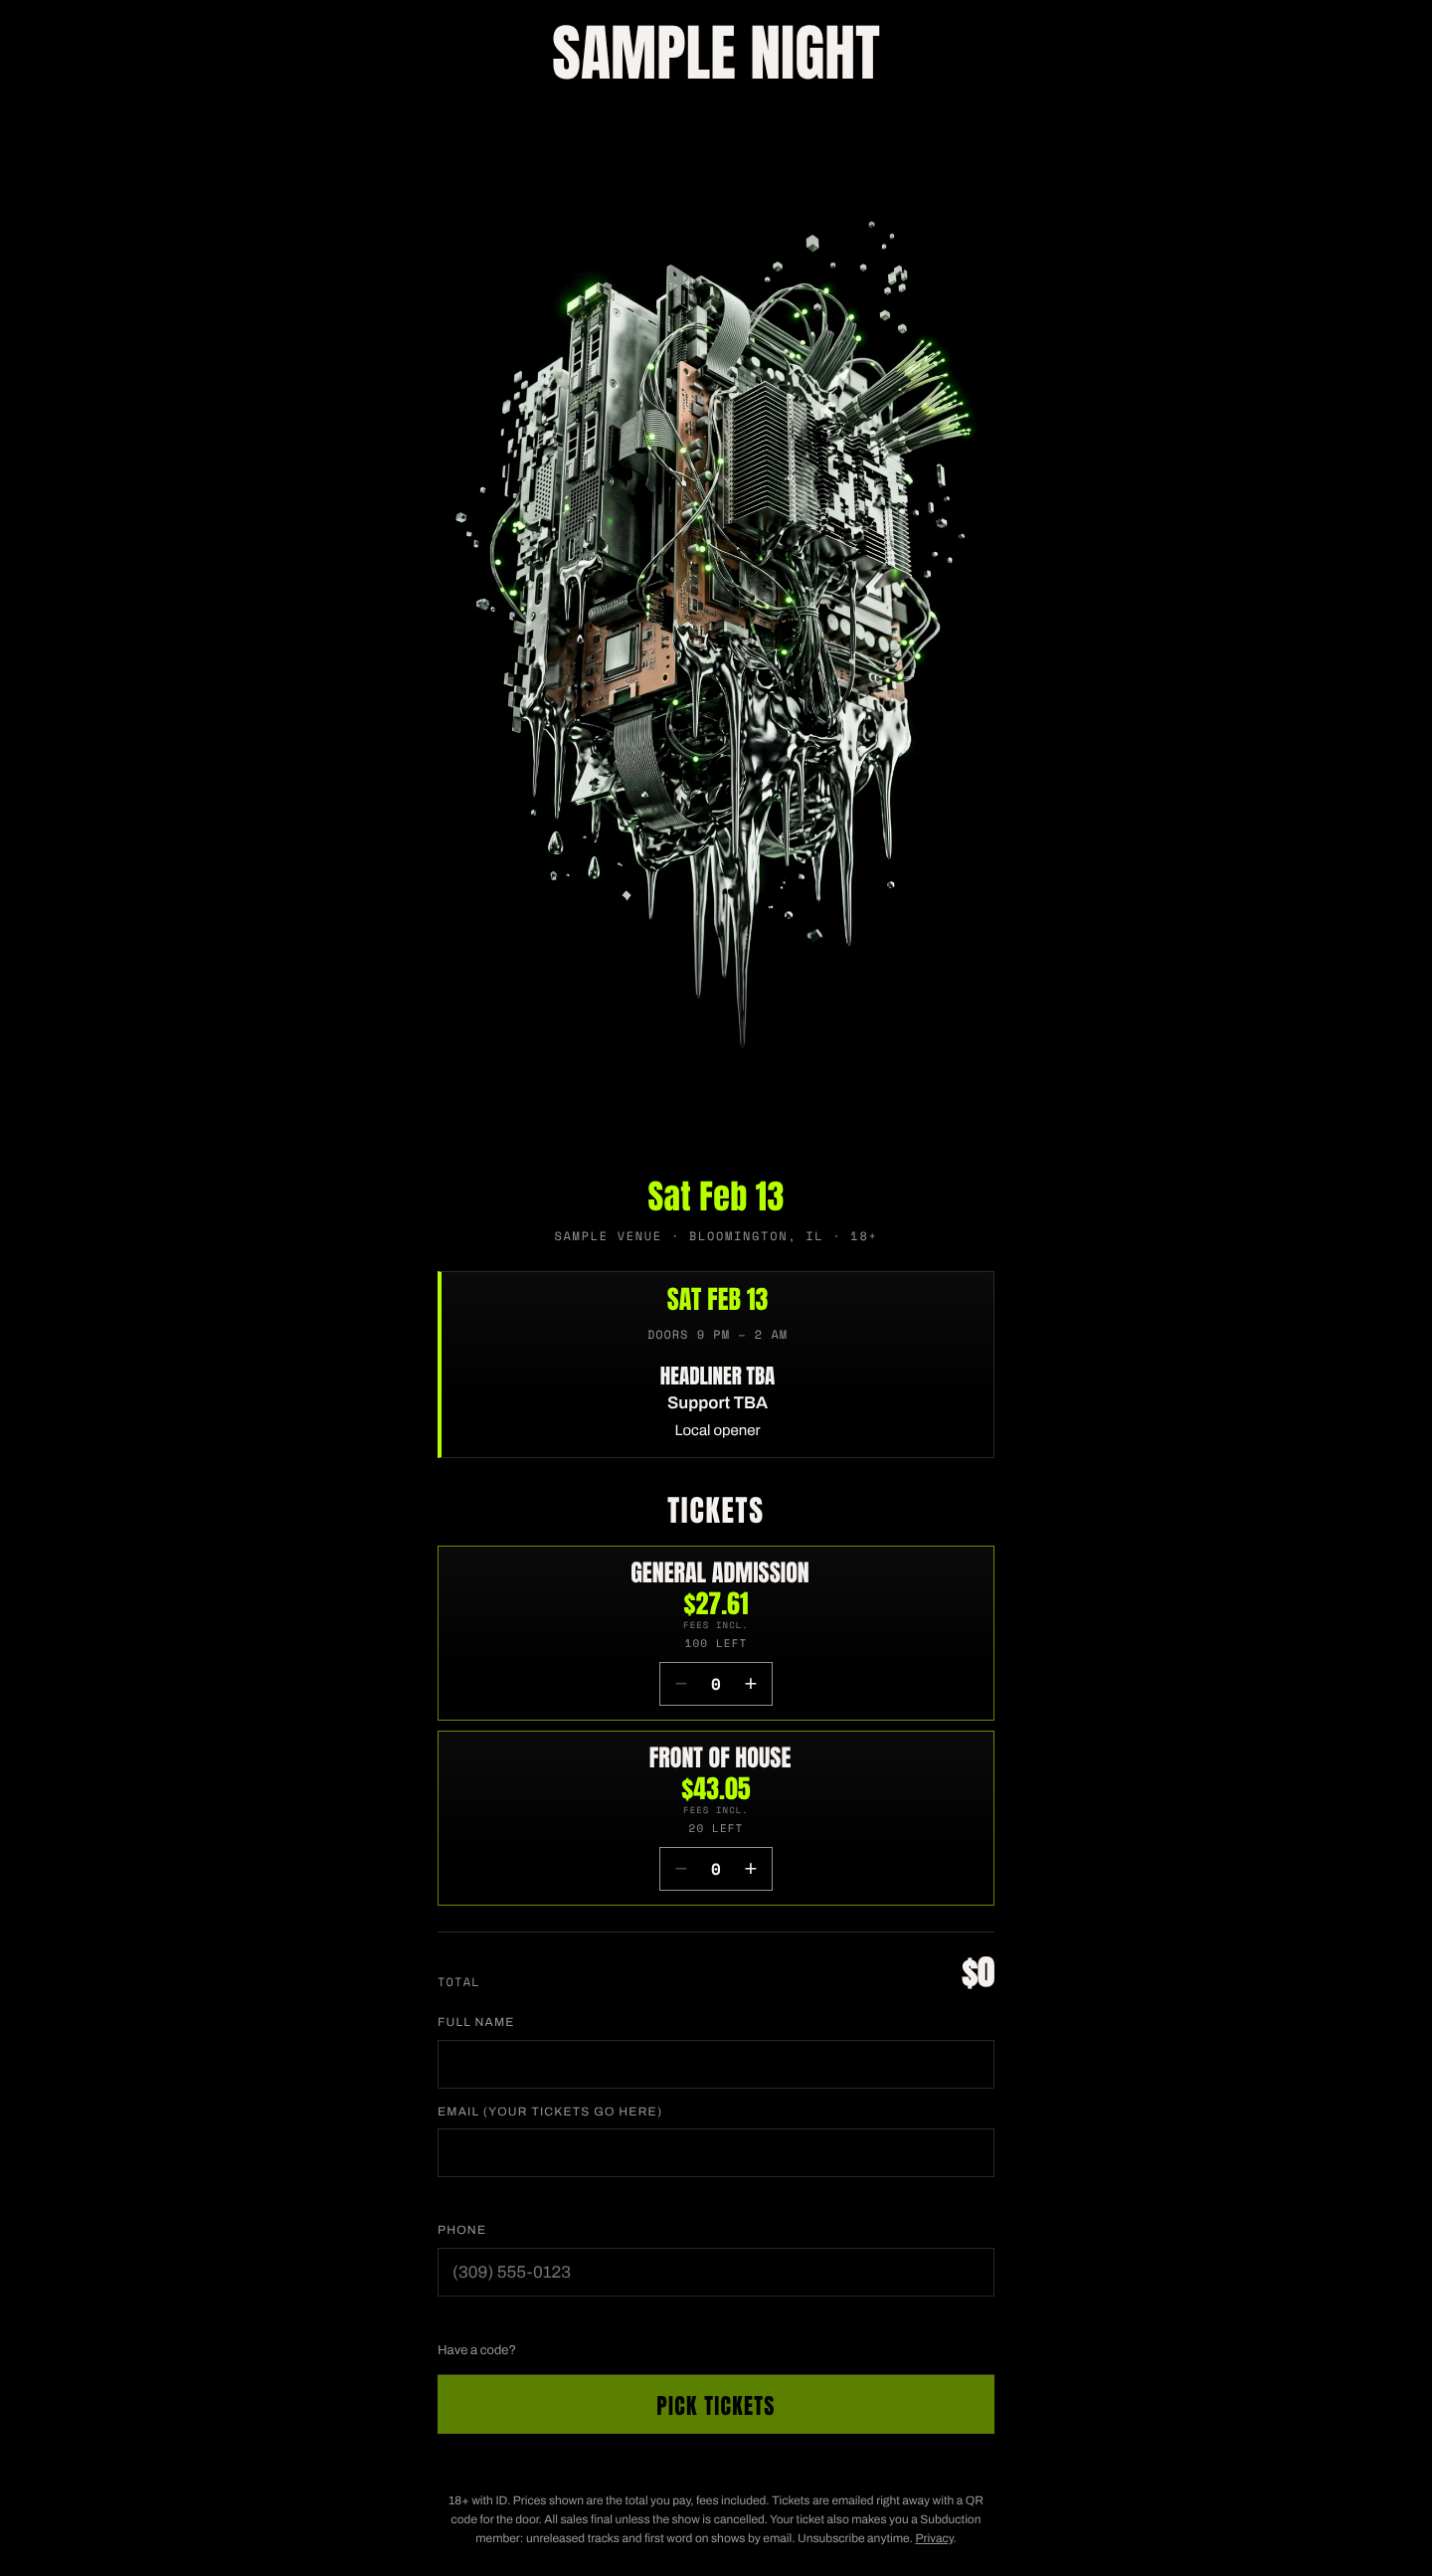 SAMPLE NIGHT
Sat Feb 13
SAMPLE VENUE · BLOOMINGTON, IL · 18+
SAT FEB 13
DOORS 9 PM – 2 AM
HEADLINER TBA
Support TBA
Local opener
TICKETS
GENERAL ADMISSION
$27.61
FEES INCL.
100 LEFT
− 0 +
FRONT OF HOUSE
$43.05
FEES INCL.
20 LEFT
− 0 +
TOTAL $0
FULL NAME
EMAIL (YOUR TICKETS GO HERE)
PHONE
(309) 555-0123
Have a code?
PICK TICKETS
18+ with ID. Prices shown are the total you pay, fees included. Tickets are emailed right away with a QR
code for the door. All sales final unless the show is cancelled. Your ticket also makes you a Subduction
member: unreleased tracks and first word on shows by email. Unsubscribe anytime. Privacy.